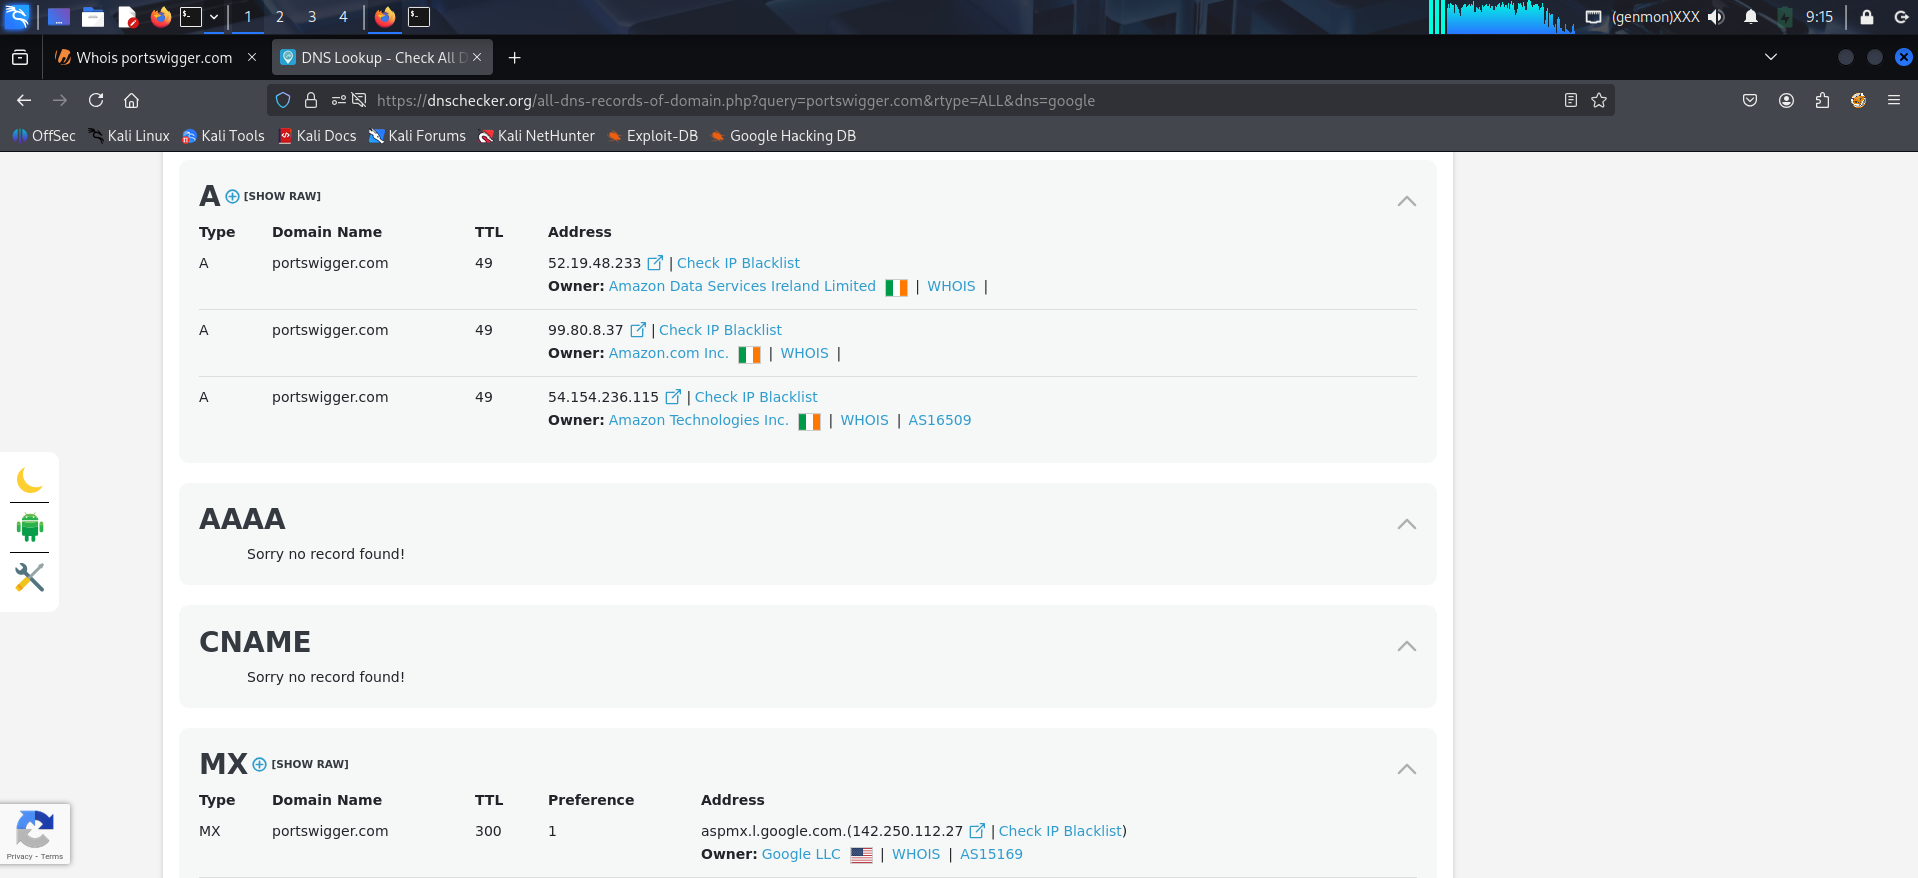 1 2 3 4 (genmon)XXX 9:15
Whois portswigger.com DNS Lookup - Check All D
https://dnschecker.org/all-dns-records-of-domain.php?query=portswigger.com&rtype=ALL&dns=google
OffSec Kali Linux Kali Tools Kali Docs Kali Forums Kali NetHunter Exploit-DB Google Hacking DB
A [SHOW RAW]
Type Domain Name TTL Address
A portswigger.com 49 52.19.48.233 | Check IP Blacklist
Owner: Amazon Data Services Ireland Limited | WHOIS |
A portswigger.com 49 99.80.8.37 | Check IP Blacklist
Owner: Amazon.com Inc. | WHOIS |
A portswigger.com 49 54.154.236.115 | Check IP Blacklist
Owner: Amazon Technologies Inc. | WHOIS | AS16509
AAAA
Sorry no record found!
CNAME
Sorry no record found!
MX [SHOW RAW]
Type Domain Name TTL Preference Address
MX portswigger.com 300 1 aspmx.l.google.com.(142.250.112.27 | Check IP Blacklist)
Owner: Google LLC | WHOIS | AS15169
Privacy - Terms